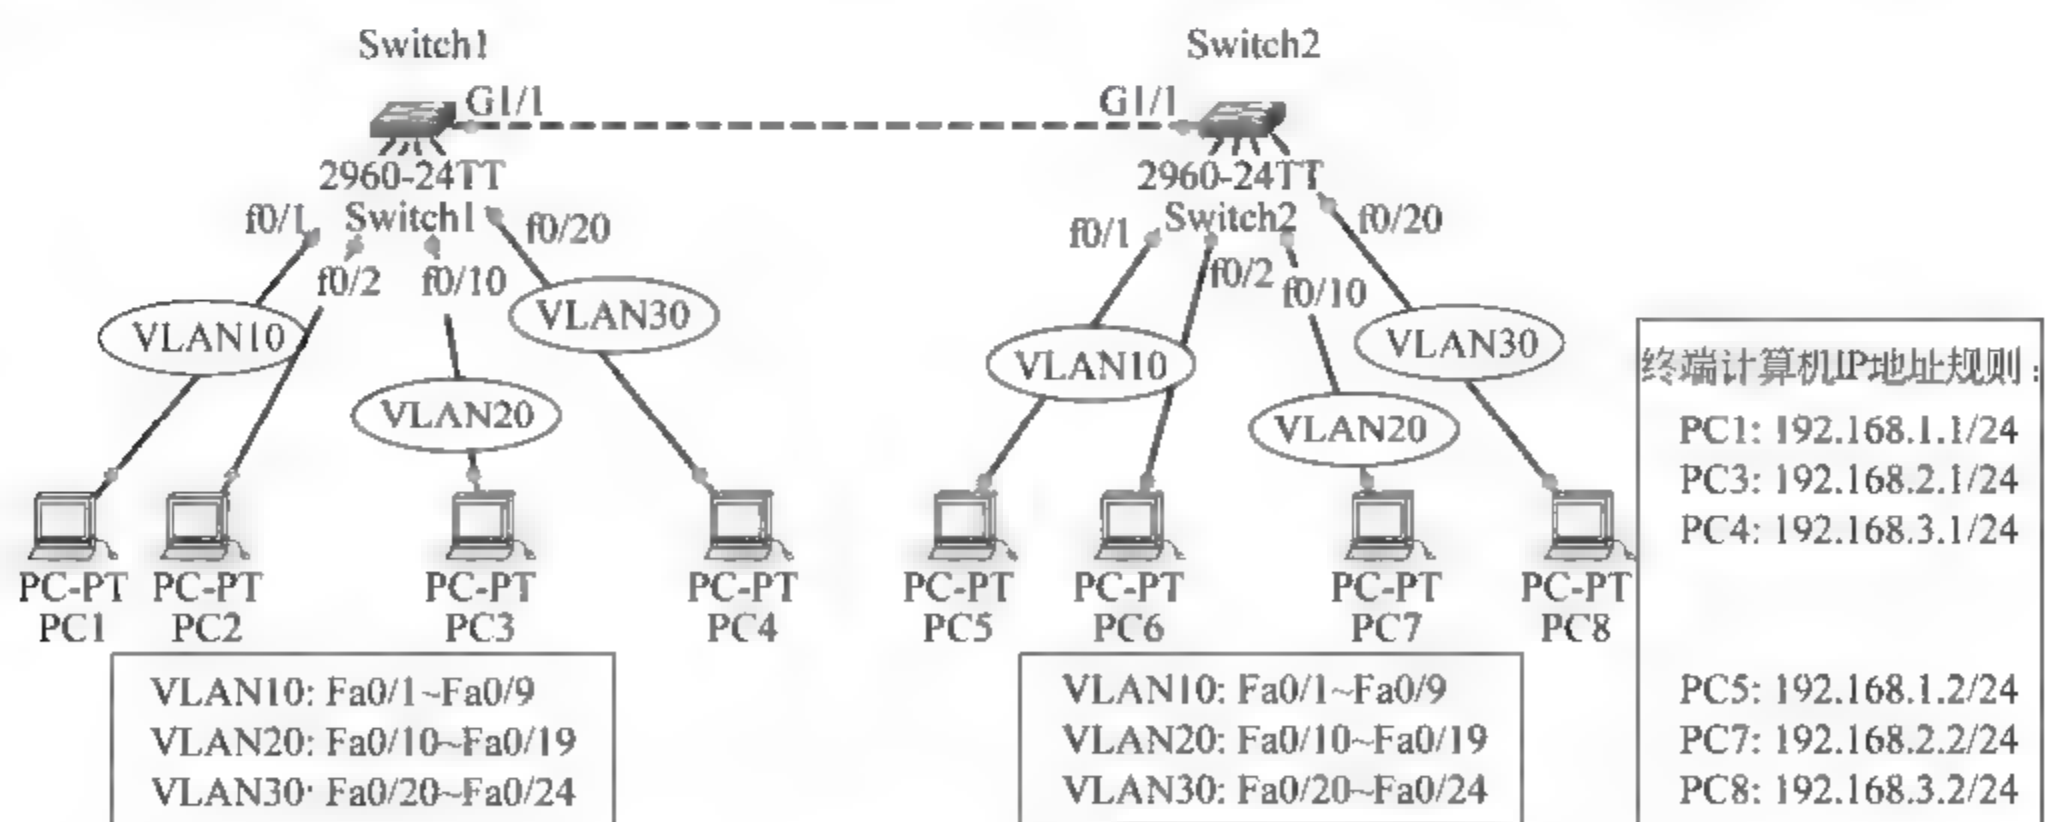 Switch1
Switch2
G1/1
G1/1
2960-24TT
2960-24TT
Switch1
Switch2
f0/1
f0/2
f0/10
f0/20
f0/1
f0/2
f0/10
f0/20
VLAN10
VLAN20
VLAN30
VLAN10
VLAN20
VLAN30
PC-PT
PC1
PC-PT
PC2
PC-PT
PC3
PC-PT
PC4
PC-PT
PC5
PC-PT
PC6
PC-PT
PC7
PC-PT
PC8
VLAN10: Fa0/1~Fa0/9
VLAN20: Fa0/10~Fa0/19
VLAN30: Fa0/20~Fa0/24
VLAN10: Fa0/1~Fa0/9
VLAN20: Fa0/10~Fa0/19
VLAN30: Fa0/20~Fa0/24
终端计算机IP地址规则：
PC1: 192.168.1.1/24
PC3: 192.168.2.1/24
PC4: 192.168.3.1/24
PC5: 192.168.1.2/24
PC7: 192.168.2.2/24
PC8: 192.168.3.2/24